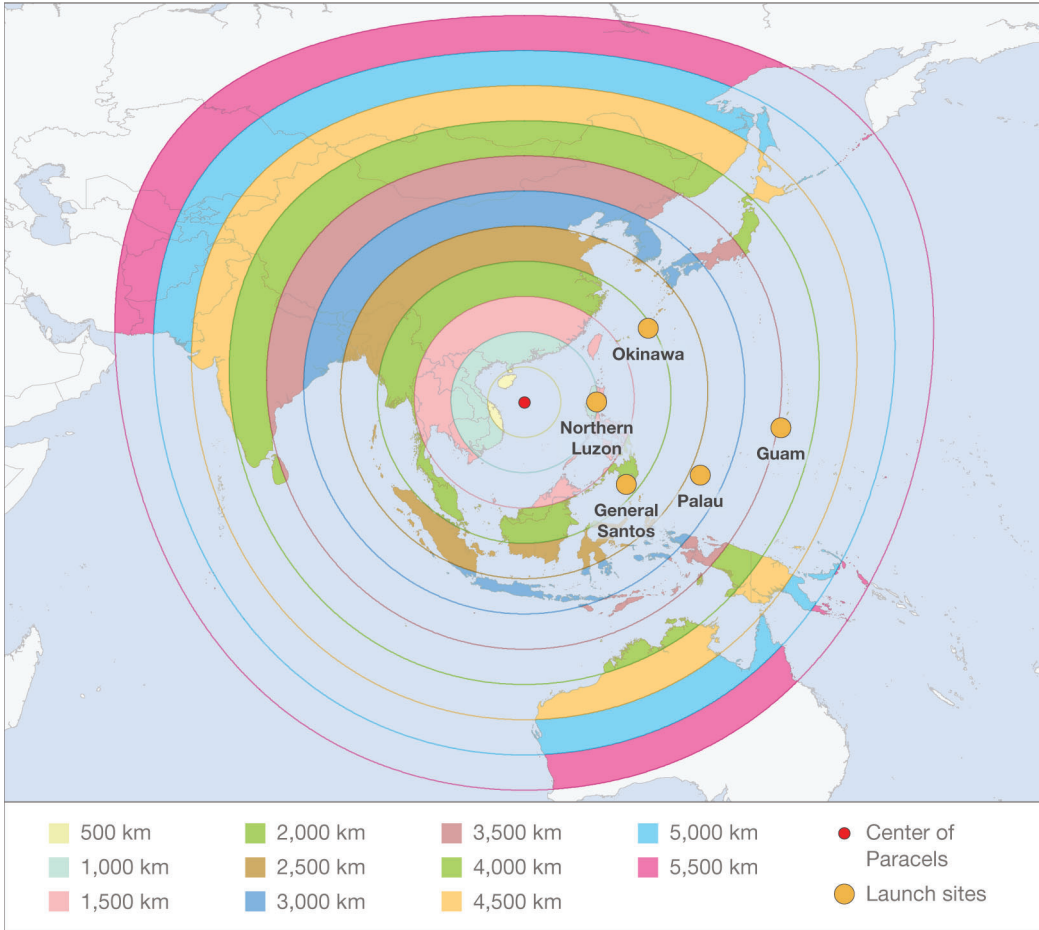 Okinawa
Northern
Luzon
Guam
General
Santos
Palau
500 km
1,000 km
1,500 km
2,000 km
2,500 km
3,000 km
3,500 km
4,000 km
4,500 km
5,000 km
5,500 km
Center of
Paracels
Launch sites